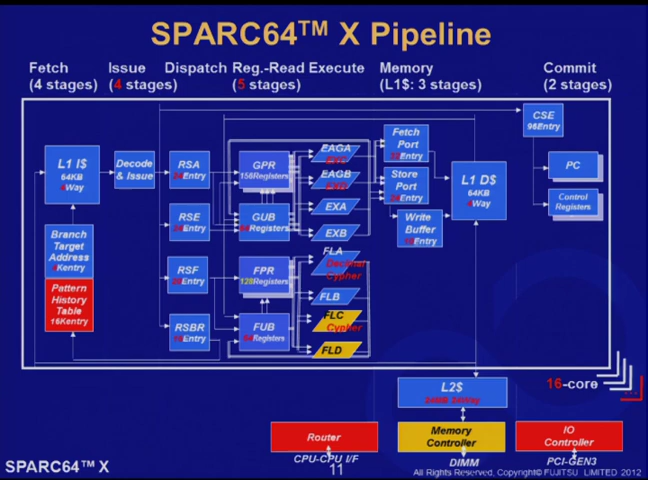 SPARC64™ X Pipeline
Fetch
(4 stages)
Issue
(4 stages)
Dispatch
Reg.-Read
(5 stages)
Execute
Memory
(L1$: 3 stages)
Commit
(2 stages)
L1 I$
64KB
Way
Branch
Target
Address
Kentry
Pattern
History
Table
16Kentry
Decode
& Issue
RSA
Entry
RSE
Entry
RSF
Entry
RSBR
Entry
GPR
156Registers
GUB
Registers
FPR
128Registers
FUB
Registers
EAGA
EAGB
EXA
EXB
FLA
Decimal
Cypher
FLB
FLC
Cypher
FLD
Fetch
Port
Entry
Store
Port
Entry
Write
Buffer
Entry
L1 D$
64KB
Way
CSE
96Entry
PC
Control
Registers
16-core
L2$
Router
CPU-CPU I/F
Memory
Controller
DIMM
IO
Controller
PCI-GEN3
SPARC64™ X
11
All Rights Reserved, Copyright© FUJITSU LIMITED 2012